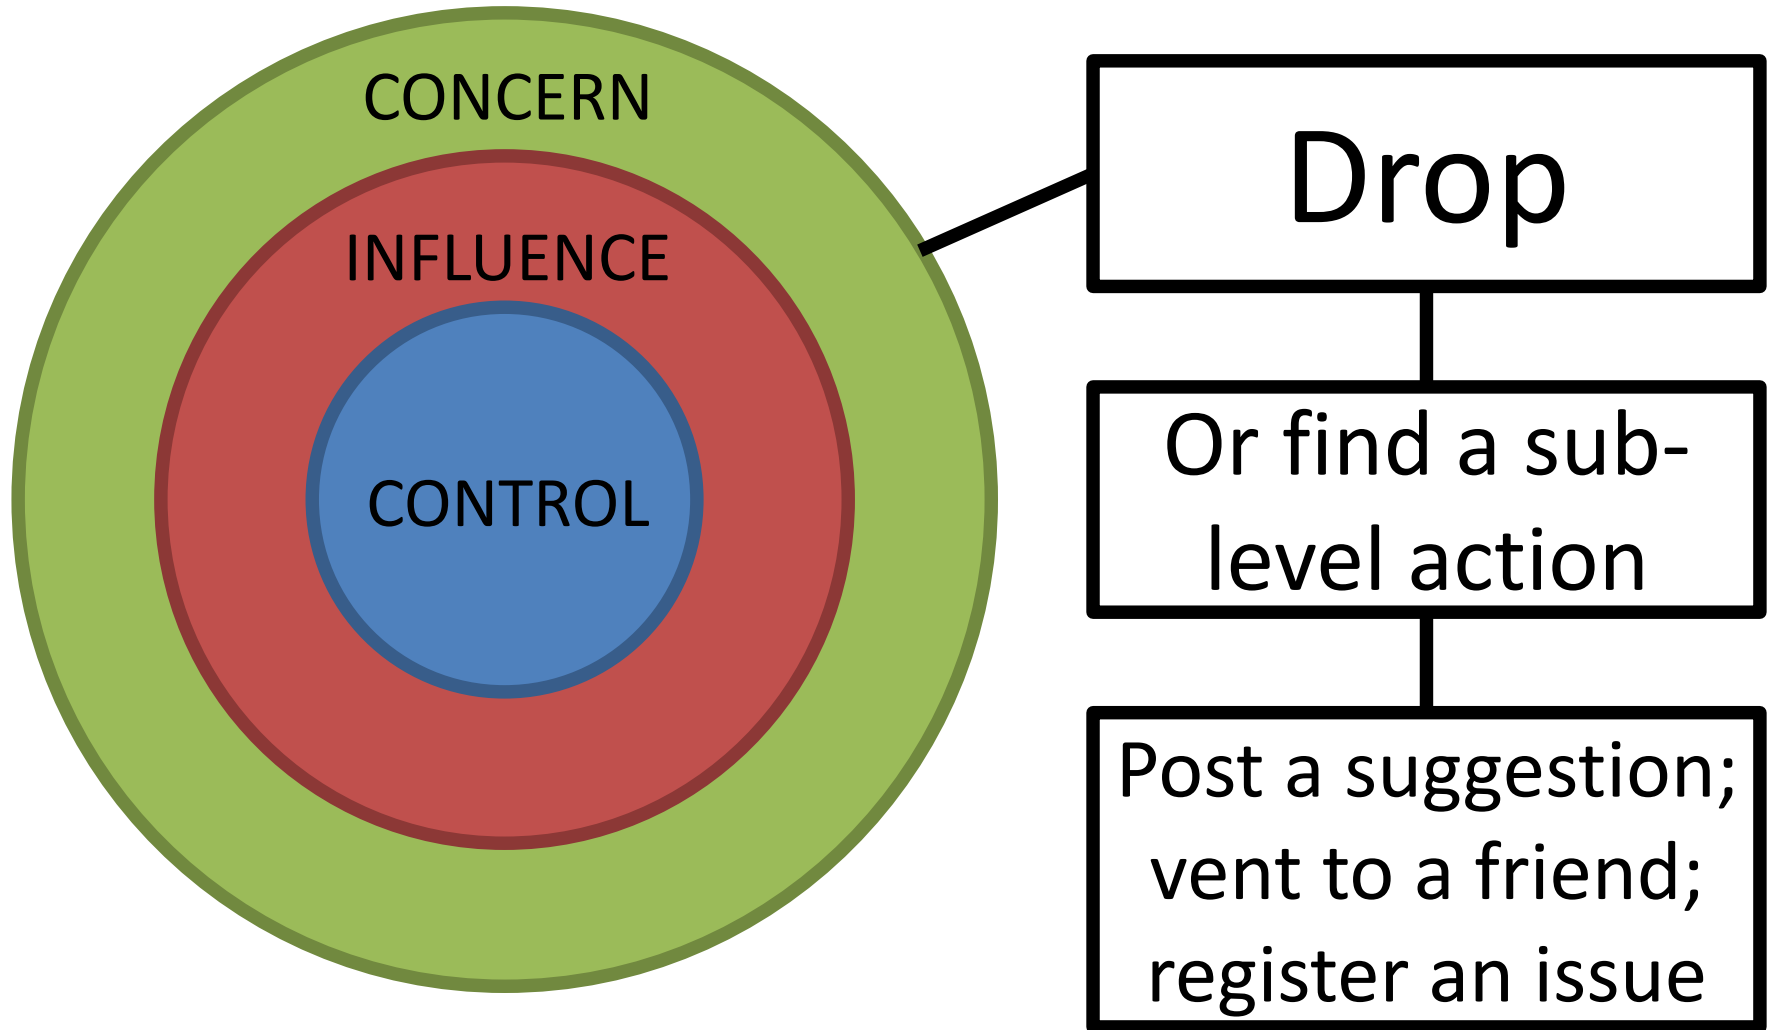 CONCERN
INFLUENCE
CONTROL
Drop
Or find a sub-
level action
Post a suggestion;
vent to a friend;
register an issue